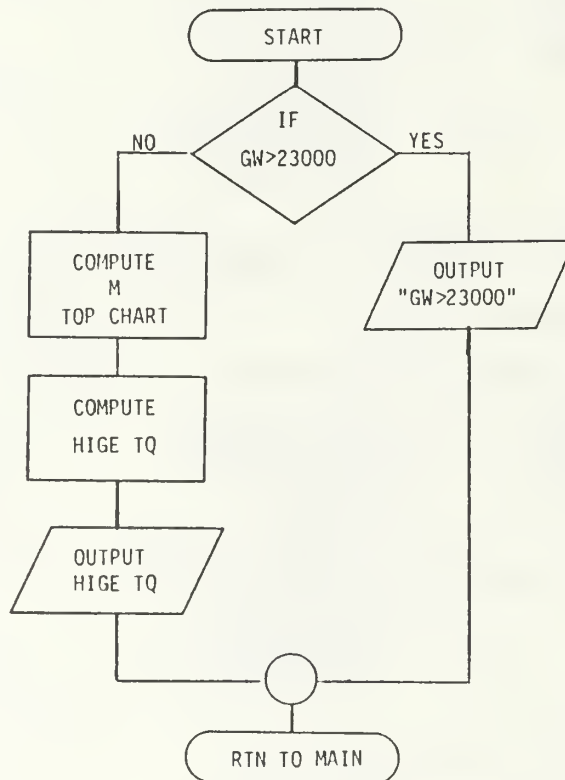 START
IF
GW>23000
NO
YES
COMPUTE
M
TOP CHART
OUTPUT
"GW>23000"
COMPUTE
HIGE TQ
OUTPUT
HIGE TQ
RTN TO MAIN